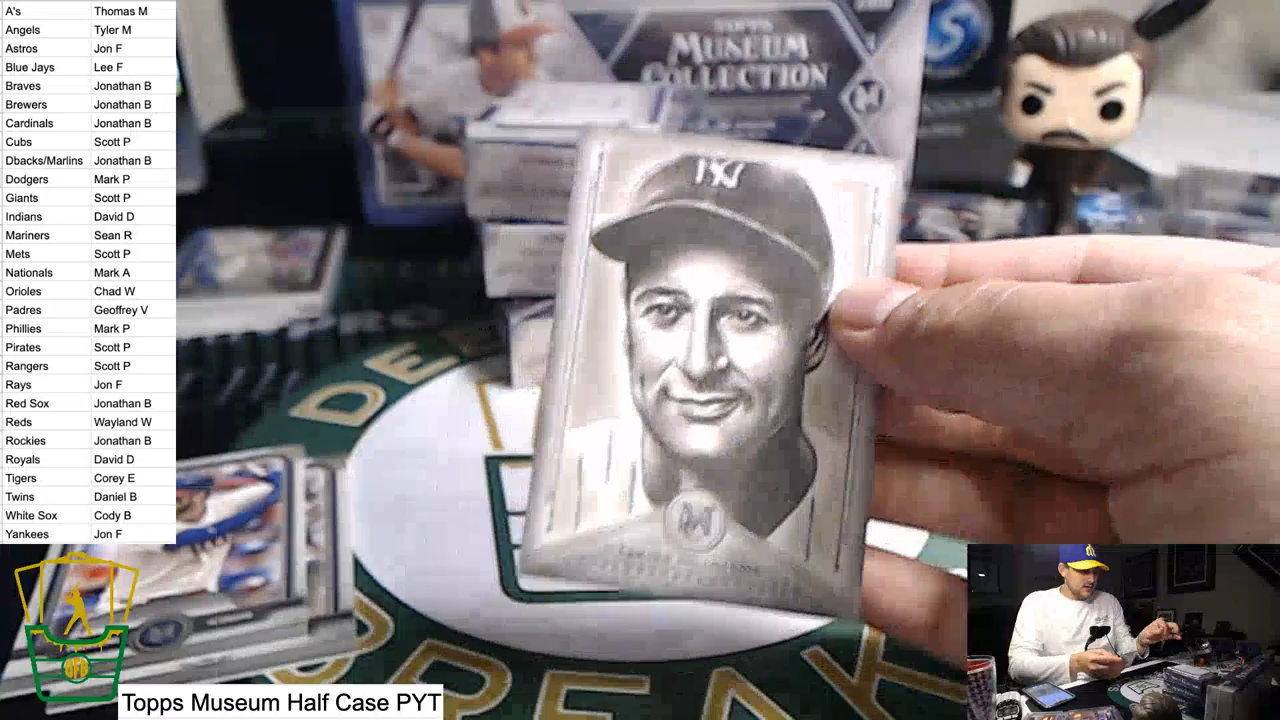 A's Thomas M
Angels Tyler M
Astros Jon F
Blue Jays Lee F
Braves Jonathan B
Brewers Jonathan B
Cardinals Jonathan B
Cubs Scott P
Dbacks/Marlins Jonathan B
Dodgers Mark P
Giants Scott P
Indians David D
Mariners Sean R
Mets Scott P
Nationals Mark A
Orioles Chad W
Padres Geoffrey V
Phillies Mark P
Pirates Scott P
Rangers Scott P
Rays Jon F
Red Sox Jonathan B
Reds Wayland W
Rockies Jonathan B
Royals David D
Tigers Corey E
Twins Daniel B
White Sox Cody B
Yankees Jon F
TOPPS
MUSEUM
COLLECTION
NY
M
Topps Museum Half Case PYT